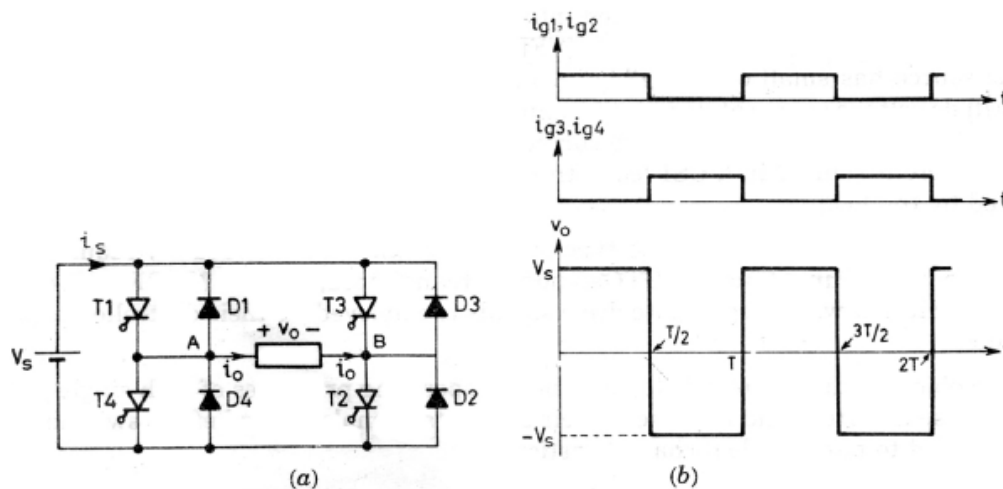 i_s
V_s
T1
D1
T3
D3
A
+ v_o -
B
i_o
i_o
T4
D4
T2
D2
(a)
i_g1, i_g2
t
i_g3, i_g4
t
v_o
V_s
T/2
T
3T/2
2T
-V_s
(b)